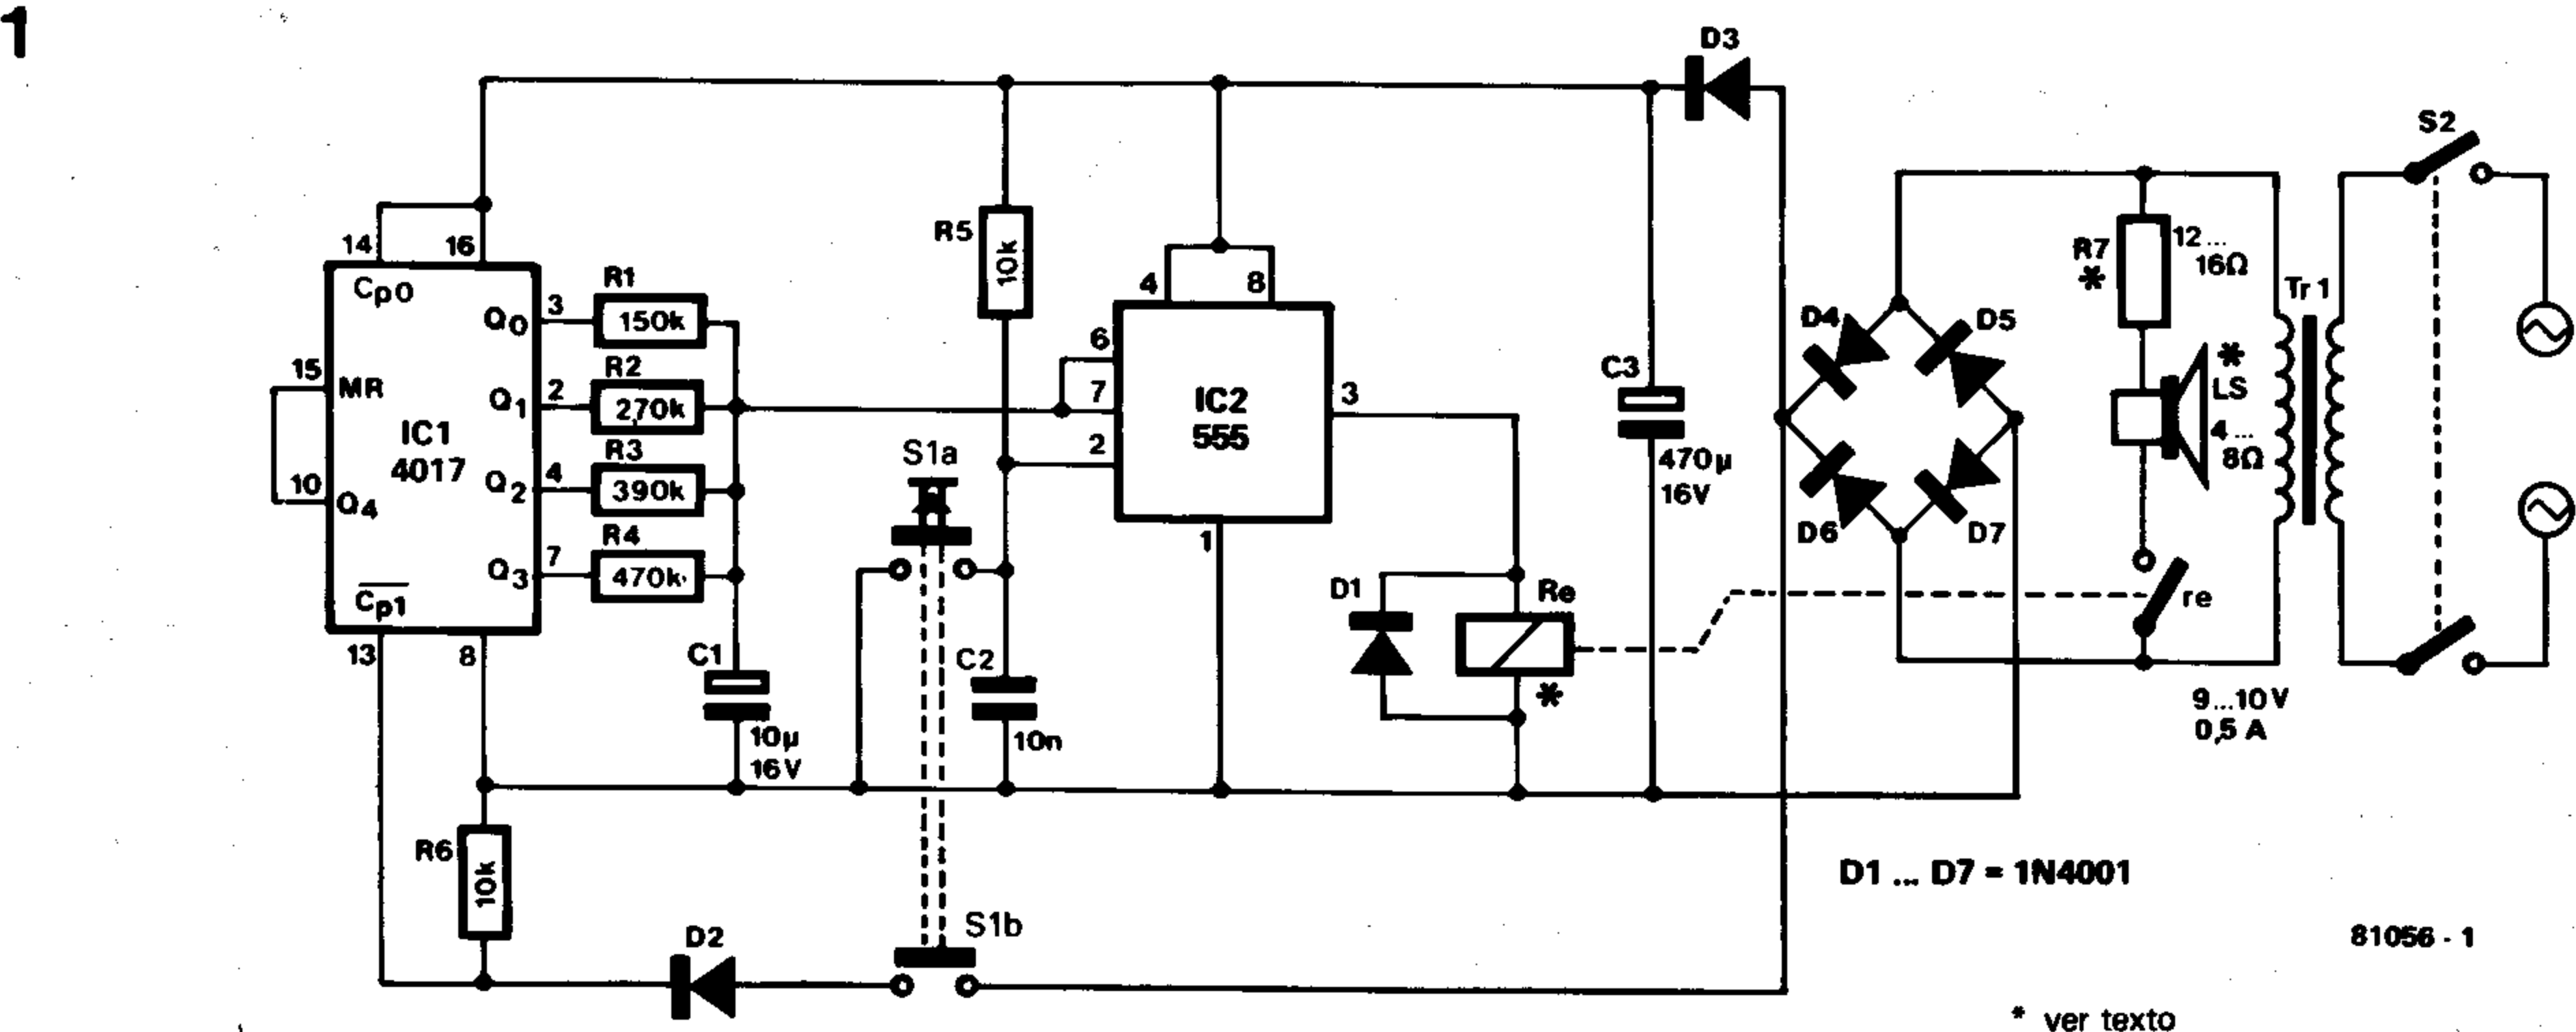 1
D3
S2
14
16
Cp0
R1
Q0
3
150k
R2
15
MR
Q1
2
270k
IC1
4017
R3
10
Q4
Q2
4
390k
R4
Q3
7
470k
Cp1
13
8
C1
10µ
16V
R6
10k
D2
R5
10k
S1a
C2
10n
S1b
4
8
6
7
2
IC2
555
3
1
D1
Re
*
C3
470µ
16V
D4
D5
D6
D7
R7
*
12...
16Ω
*
LS
4...
8Ω
Tr1
re
9...10V
0,5 A
D1 ... D7 = 1N4001
81056 - 1
* ver texto